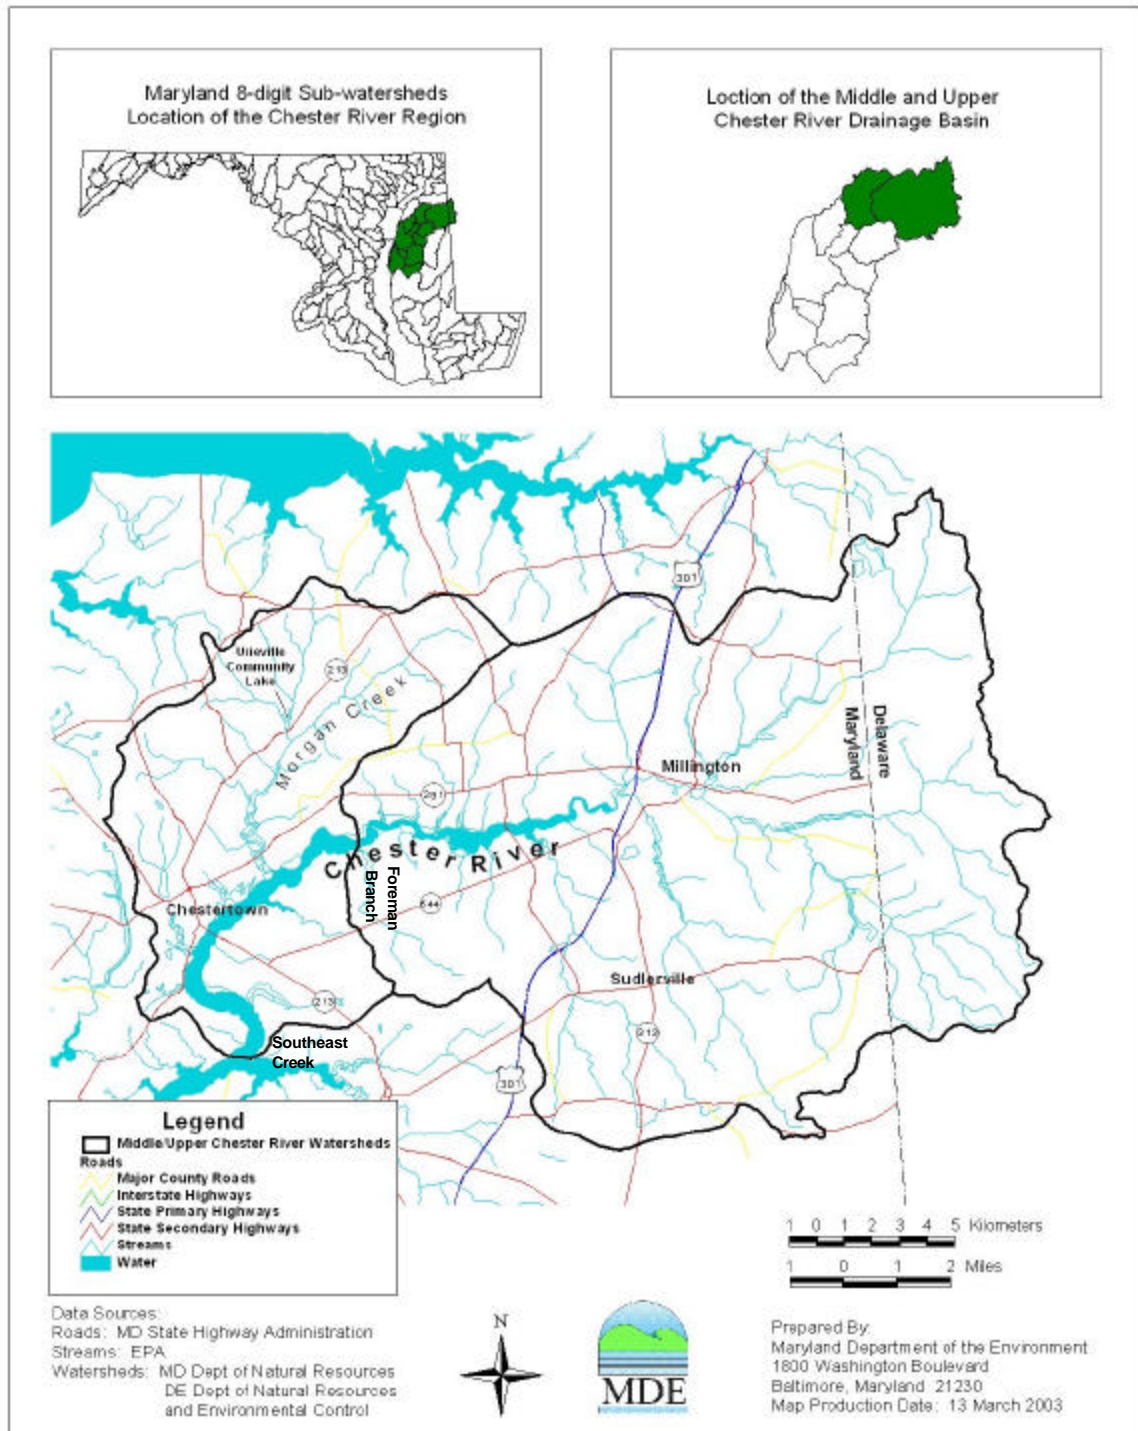 Maryland 8-digit Sub-watersheds
Location of the Chester River Region
Loction of the Middle and Upper
Chester River Drainage Basin
301
Urieville
Community
Lake
213
Morgan Creek
Maryland
Delaware
Millington
291
Chester River
Foreman
Branch
544
Chestertown
Sudlerville
213
313
Southeast
Creek
301
Legend
Middle/Upper Chester River Watersheds
Roads
Major County Roads
Interstate Highways
State Primary Highways
State Secondary Highways
Streams
Water
1 0 1 2 3 4 5 Kilometers
1 0 1 2 Miles
Data Sources:
Roads: MD State Highway Administration
Streams: EPA
Watersheds: MD Dept of Natural Resources
DE Dept of Natural Resources
and Environmental Control
N
MDE
Prepared By:
Maryland Department of the Environment
1800 Washington Boulevard
Baltimore, Maryland 21230
Map Production Date: 13 March 2003